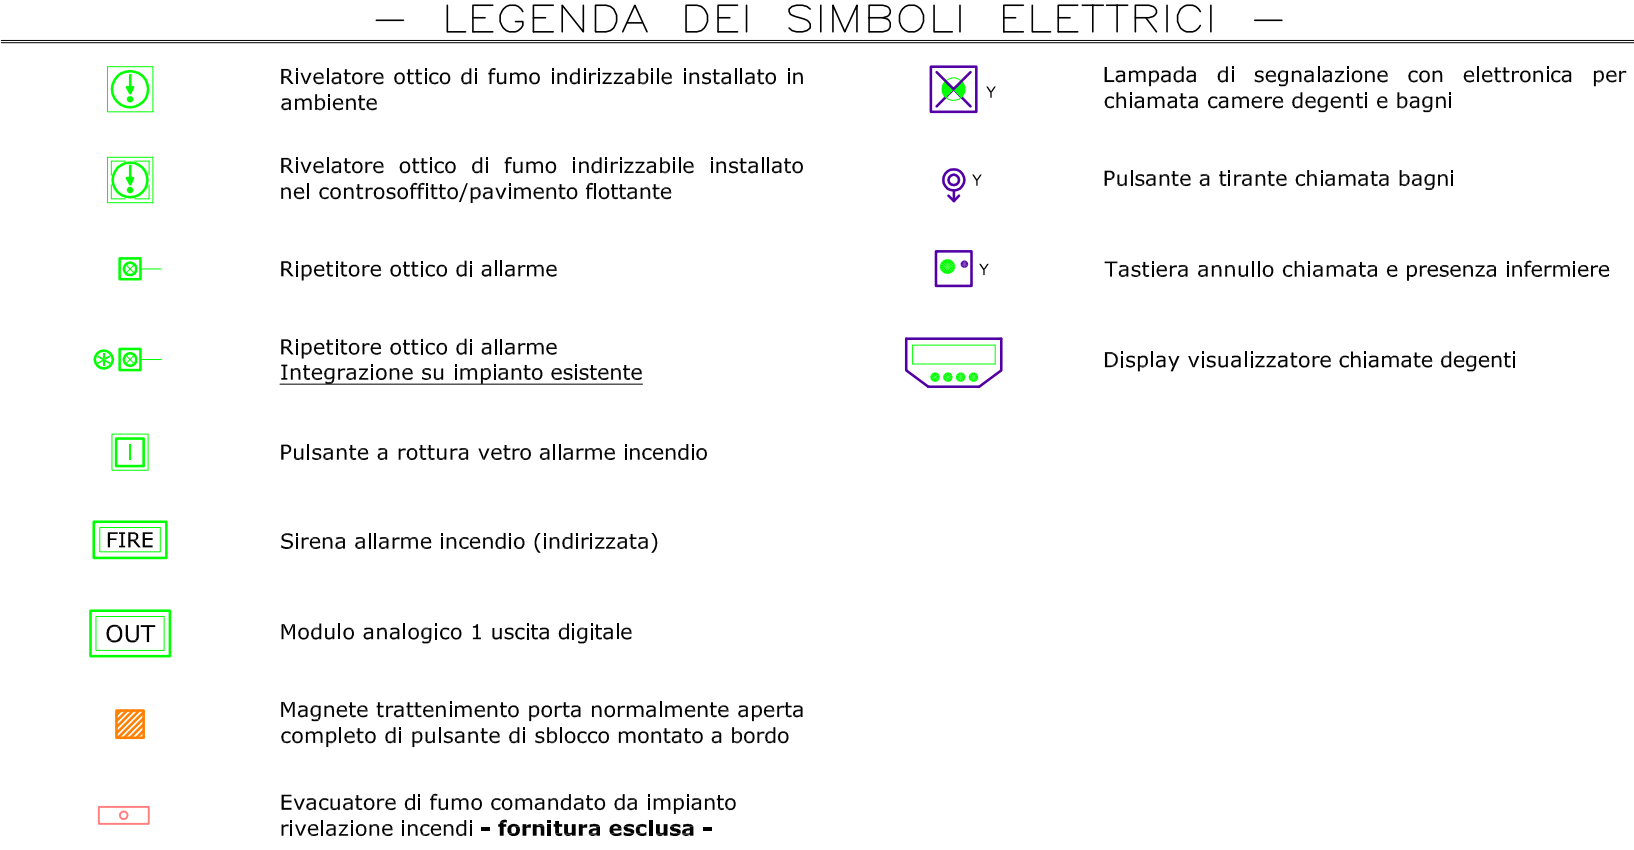 — LEGENDA DEI SIMBOLI ELETTRICI —
Rivelatore ottico di fumo indirizzabile installato in
ambiente
Rivelatore ottico di fumo indirizzabile installato
nel controsoffitto/pavimento flottante
Ripetitore ottico di allarme
Ripetitore ottico di allarme
Integrazione su impianto esistente
Pulsante a rottura vetro allarme incendio
FIRE
Sirena allarme incendio (indirizzata)
OUT
Modulo analogico 1 uscita digitale
Magnete trattenimento porta normalmente aperta
completo di pulsante di sblocco montato a bordo
Evacuatore di fumo comandato da impianto
rivelazione incendi - fornitura esclusa -
Y
Lampada di segnalazione con elettronica per
chiamata camere degenti e bagni
Y
Pulsante a tirante chiamata bagni
Y
Tastiera annullo chiamata e presenza infermiere
Display visualizzatore chiamate degenti